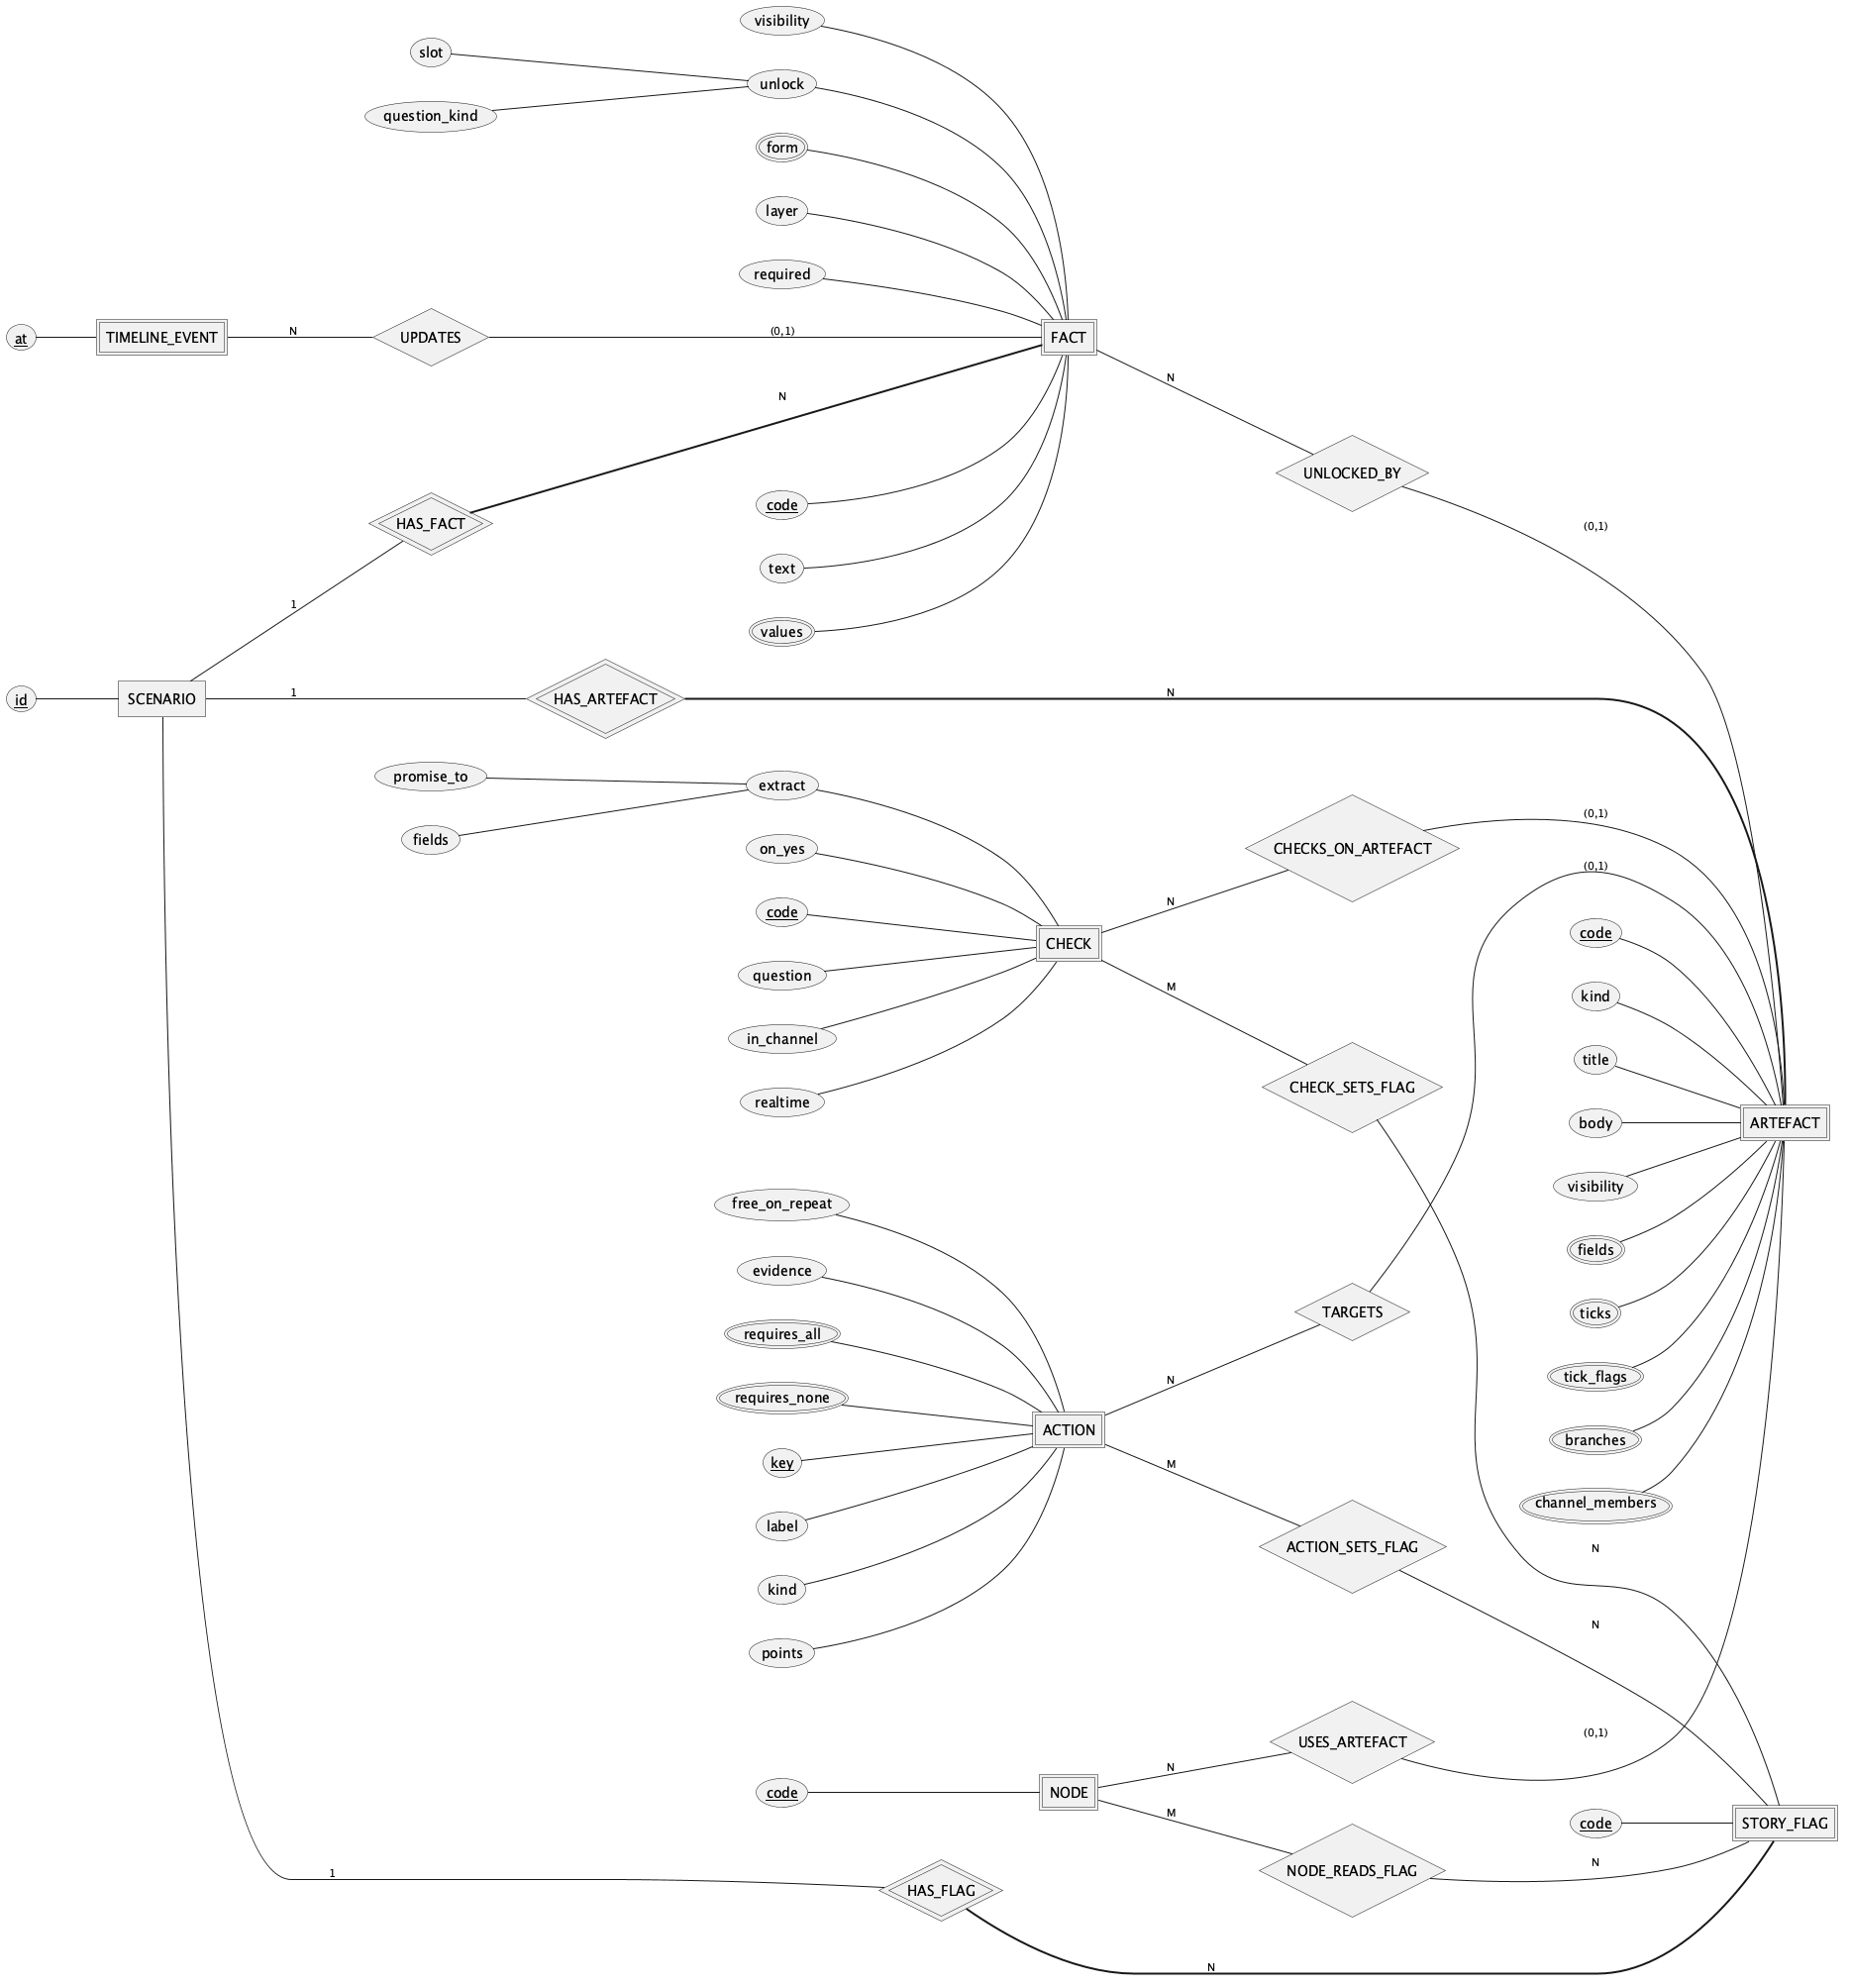 visibility
slot
unlock
question_kind
form
layer
required
at
TIMELINE_EVENT
N
UPDATES
(0,1)
FACT
N
N
UNLOCKED_BY
code
HAS_FACT
(0,1)
text
1
values
id
SCENARIO
1
HAS_ARTEFACT
N
promise_to
extract
fields
on_yes
CHECKS_ON_ARTEFACT
(0,1)
(0,1)
code
N
CHECK
code
question
M
kind
in_channel
title
realtime
CHECK_SETS_FLAG
body
ARTEFACT
visibility
free_on_repeat
fields
evidence
TARGETS
ticks
requires_all
tick_flags
requires_none
N
ACTION
branches
key
M
channel_members
label
ACTION_SETS_FLAG
N
kind
N
points
USES_ARTEFACT
(0,1)
N
code
NODE
M
code
STORY_FLAG
1
NODE_READS_FLAG
N
HAS_FLAG
N